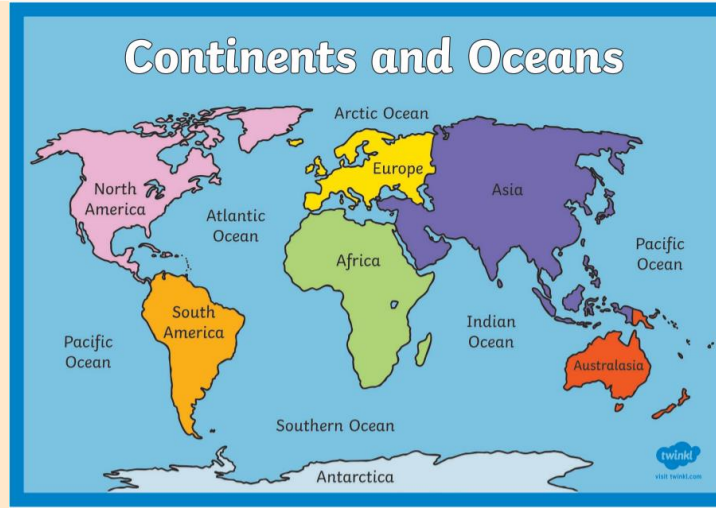 Continents and Oceans
Arctic Ocean
Europe
Asia
North
America
Atlantic
Ocean
Africa
Pacific
Ocean
South
America
Indian
Ocean
Pacific
Ocean
Australasia
Southern Ocean
Antarctica
twinkl
visit twinkl.com